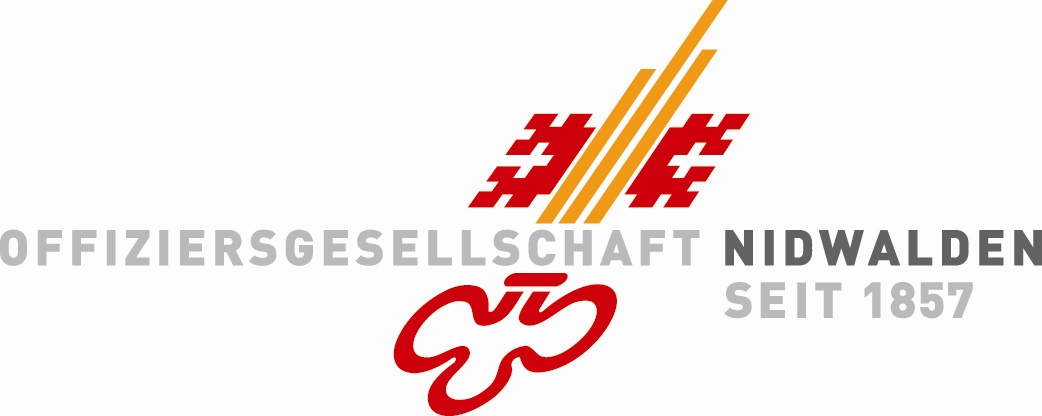 OFFIZIERSGESELLSCHAFT NIDWALDEN
SEIT 1857